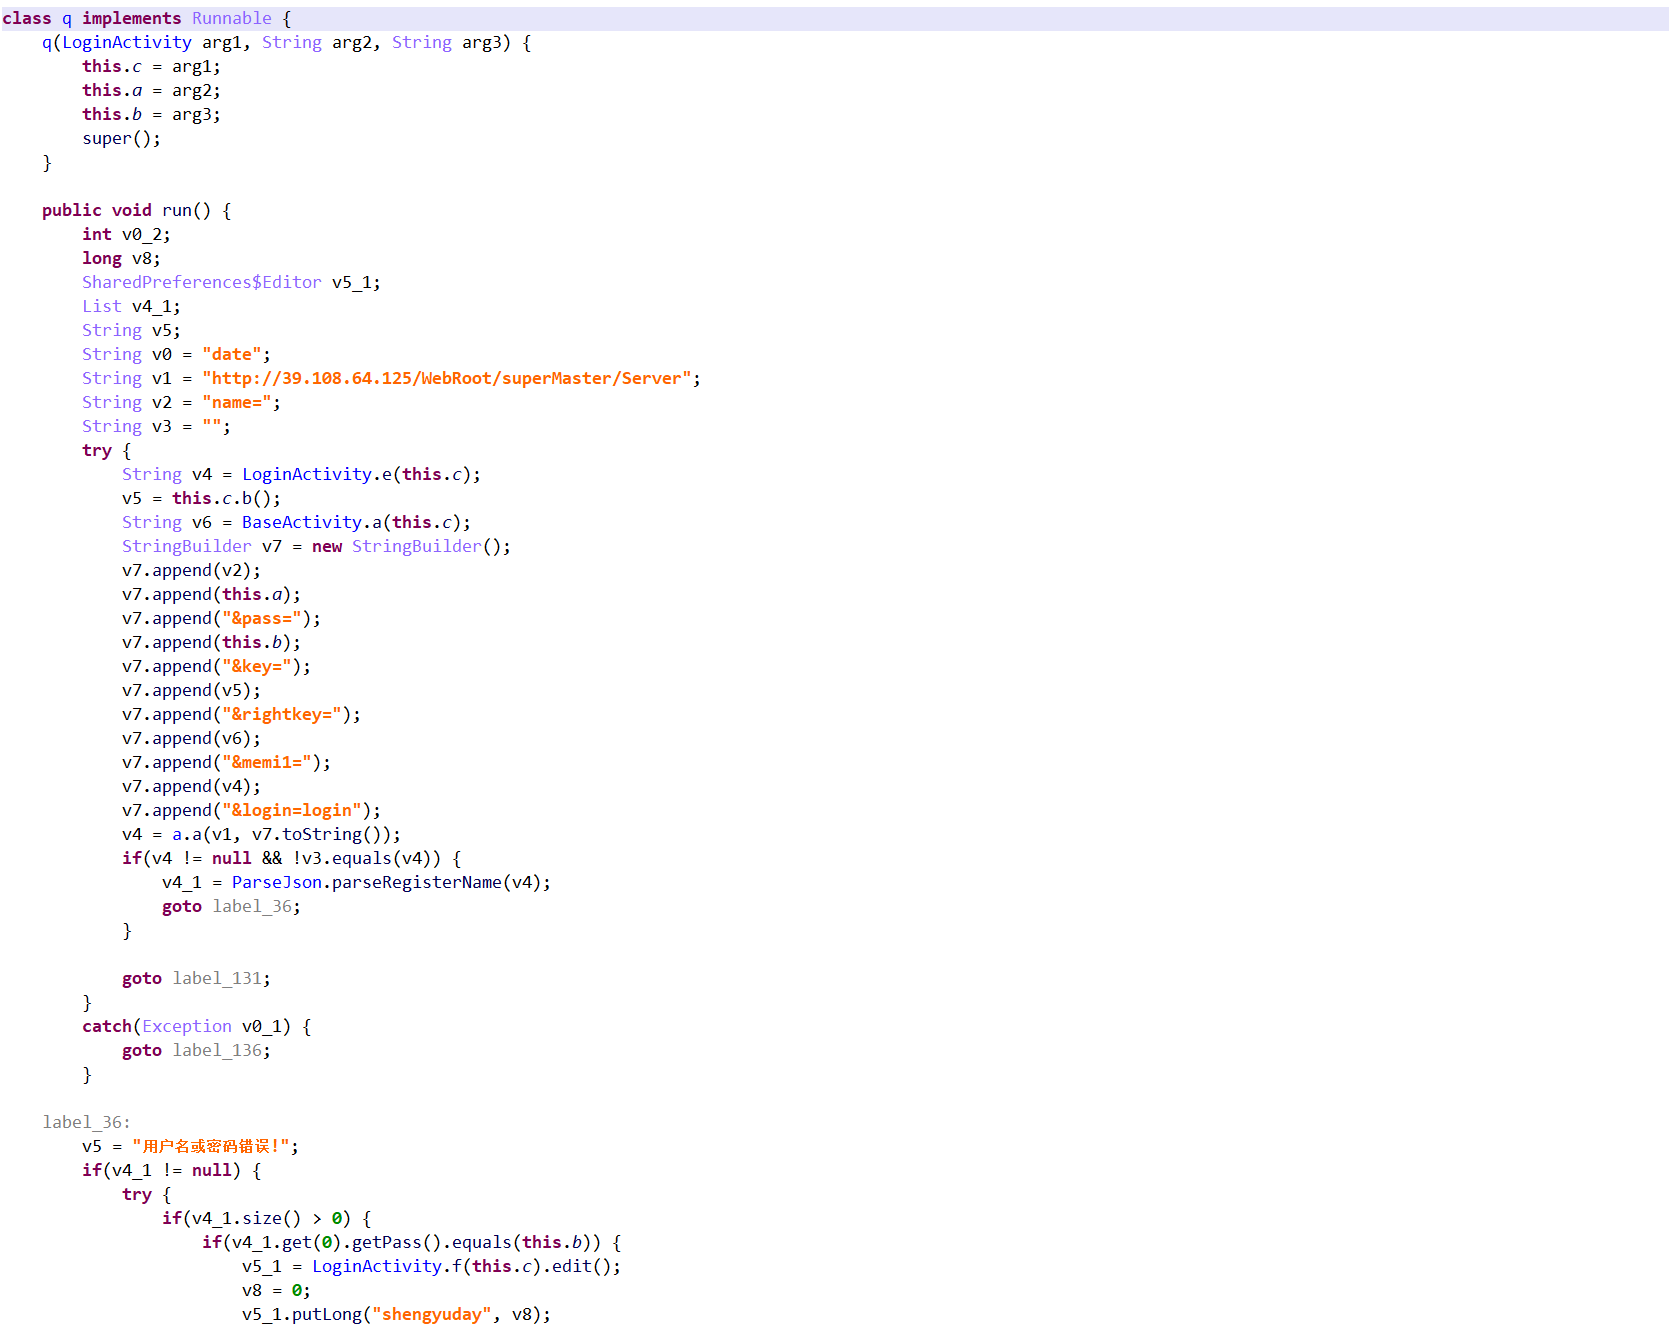 class q implements Runnable {
q(LoginActivity arg1, String arg2, String arg3) {
this.c = arg1;
this.a = arg2;
this.b = arg3;
super();
}
public void run() {
int v0_2;
long v8;
SharedPreferences$Editor v5_1;
List v4_1;
String v5;
String v0 = "date";
String v1 = "http://39.108.64.125/WebRoot/superMaster/Server";
String v2 = "name=";
String v3 = "";
try {
String v4 = LoginActivity.e(this.c);
v5 = this.c.b();
String v6 = BaseActivity.a(this.c);
StringBuilder v7 = new StringBuilder();
v7.append(v2);
v7.append(this.a);
v7.append("&pass=");
v7.append(this.b);
v7.append("&key=");
v7.append(v5);
v7.append("&rightkey=");
v7.append(v6);
v7.append("&memi1=");
v7.append(v4);
v7.append("&login=login");
v4 = a.a(v1, v7.toString());
if(v4 != null && !v3.equals(v4)) {
v4_1 = ParseJson.parseRegisterName(v4);
goto label_36;
}
goto label_131;
}
catch(Exception v0_1) {
goto label_136;
}
label_36:
v5 = "用户名或密码错误!";
if(v4_1 != null) {
try {
if(v4_1.size() > 0) {
if(v4_1.get(0).getPass().equals(this.b)) {
v5_1 = LoginActivity.f(this.c).edit();
v8 = 0;
v5_1.putLong("shengyuday", v8);